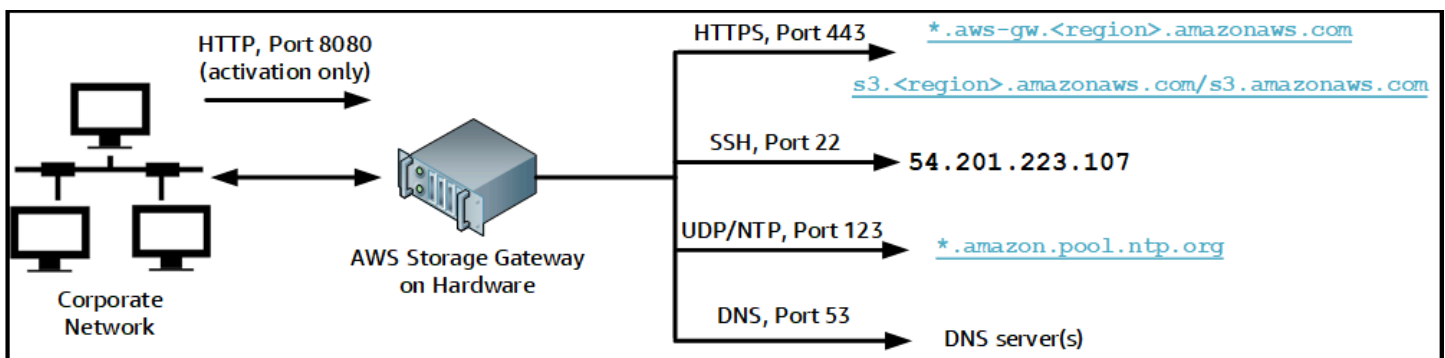 HTTP, Port 8080
(activation only)
Corporate
Network
AWS Storage Gateway
on Hardware
HTTPS, Port 443
*.aws-gw.<region>.amazonaws.com
s3.<region>.amazonaws.com/s3.amazonaws.com
SSH, Port 22
54.201.223.107
UDP/NTP, Port 123
*.amazon.pool.ntp.org
DNS, Port 53
DNS server(s)